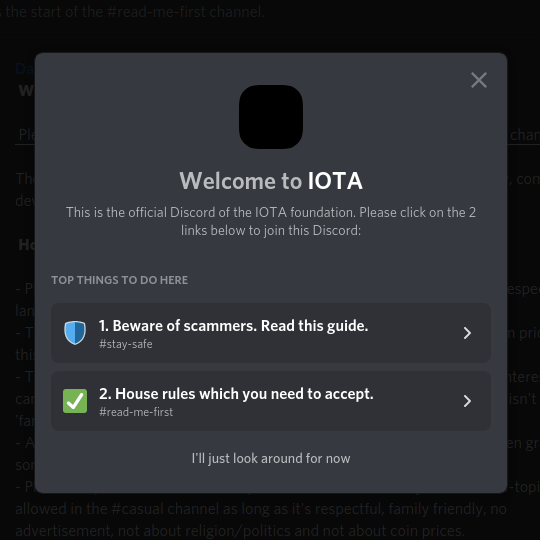 s the start of the #read-me-first channel.
Welcome to IOTA
This is the official Discord of the IOTA foundation. Please click on the 2
links below to join this Discord:
TOP THINGS TO DO HERE
1. Beware of scammers. Read this guide.
#stay-safe
2. House rules which you need to accept.
#read-me-first
I'll just look around for now
allowed in the #casual channel as long as it's respectful, family friendly, no
advertisement, not about religion/politics and not about coin prices.